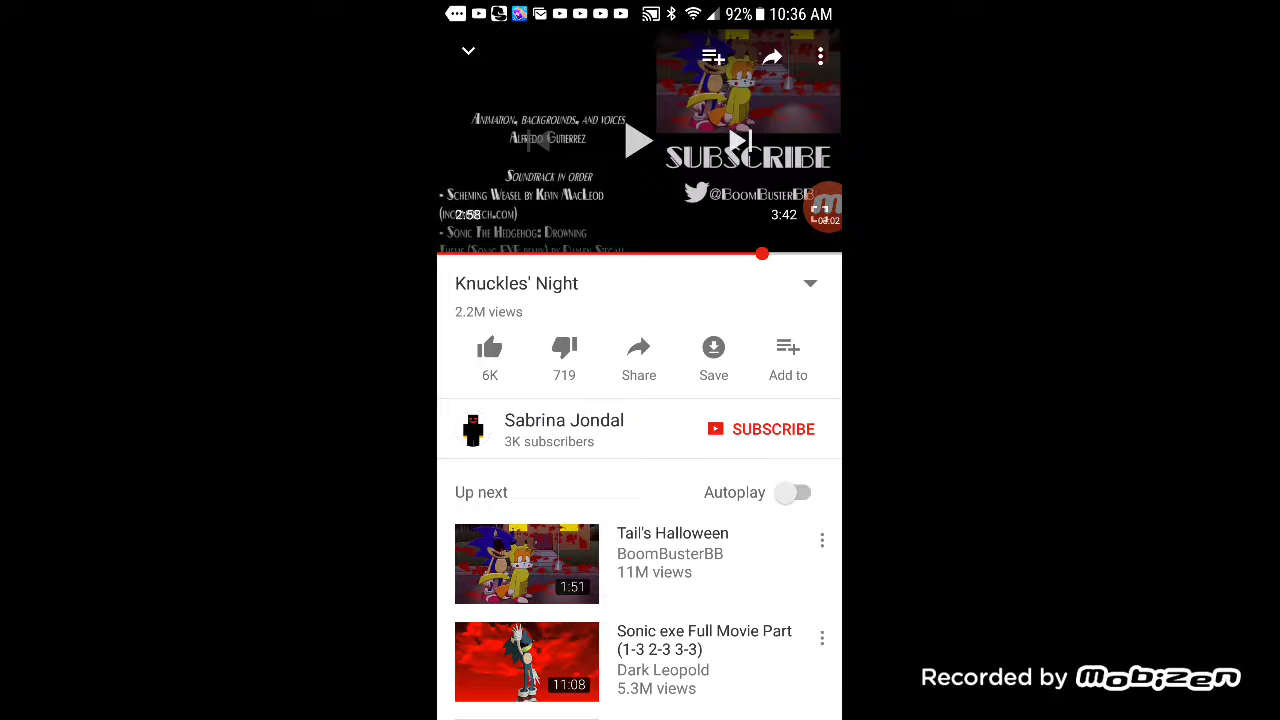 92% 10:36 AM
Animation, backgrounds, and voices
Alfredo Gutierrez
Soundtrack in order
- Scheming Weasel by Kevin MacLeod
- Sonic The Hedgehog: Drowning
SUBSCRIBE
@BoomBusterBB
2:58
3:42
03:02
Knuckles' Night
2.2M views
6K
719
Share
Save
Add to
Sabrina Jondal
3K subscribers
SUBSCRIBE
Up next
Autoplay
Tail's Halloween
BoomBusterBB
11M views
1:51
Sonic exe Full Movie Part
(1-3 2-3 3-3)
Dark Leopold
5.3M views
11:08
Recorded by mobizen